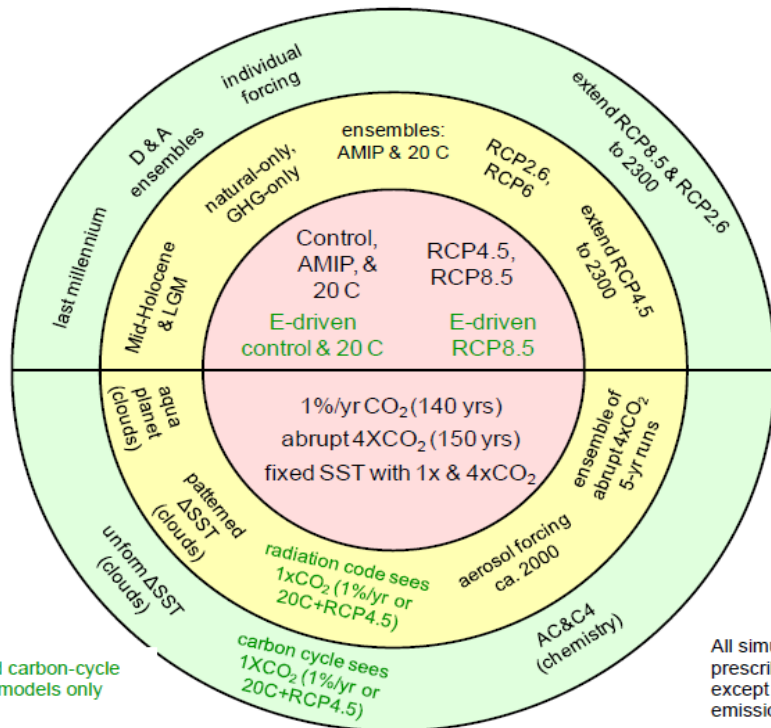 individual
forcing
D & A
ensembles
last millennium
extend RCP8.5 & RCP2.6
to 2300
ensembles:
AMIP & 20 C
natural-only,
GHG-only
RCP2.6,
RCP6
Mid-Holocene
& LGM
extend RCP4.5
to 2300
Control,
AMIP, &
20 C
RCP4.5,
RCP8.5
E-driven
control & 20 C
E-driven
RCP8.5
1%/yr CO₂ (140 yrs)
abrupt 4XCO₂ (150 yrs)
fixed SST with 1x & 4xCO₂
aqua
planet
(clouds)
patterned
ΔSST
(clouds)
uniform ΔSST
(clouds)
radiation code sees
1xCO₂ (1%/yr or
20C+RCP4.5)
carbon cycle sees
1XCO₂ (1%/yr or
20C+RCP4.5)
aerosol forcing
ca. 2000
ensemble of
abrupt 4xCO₂
5-yr runs
AC&C4
(chemistry)
carbon-cycle
models only
All
except